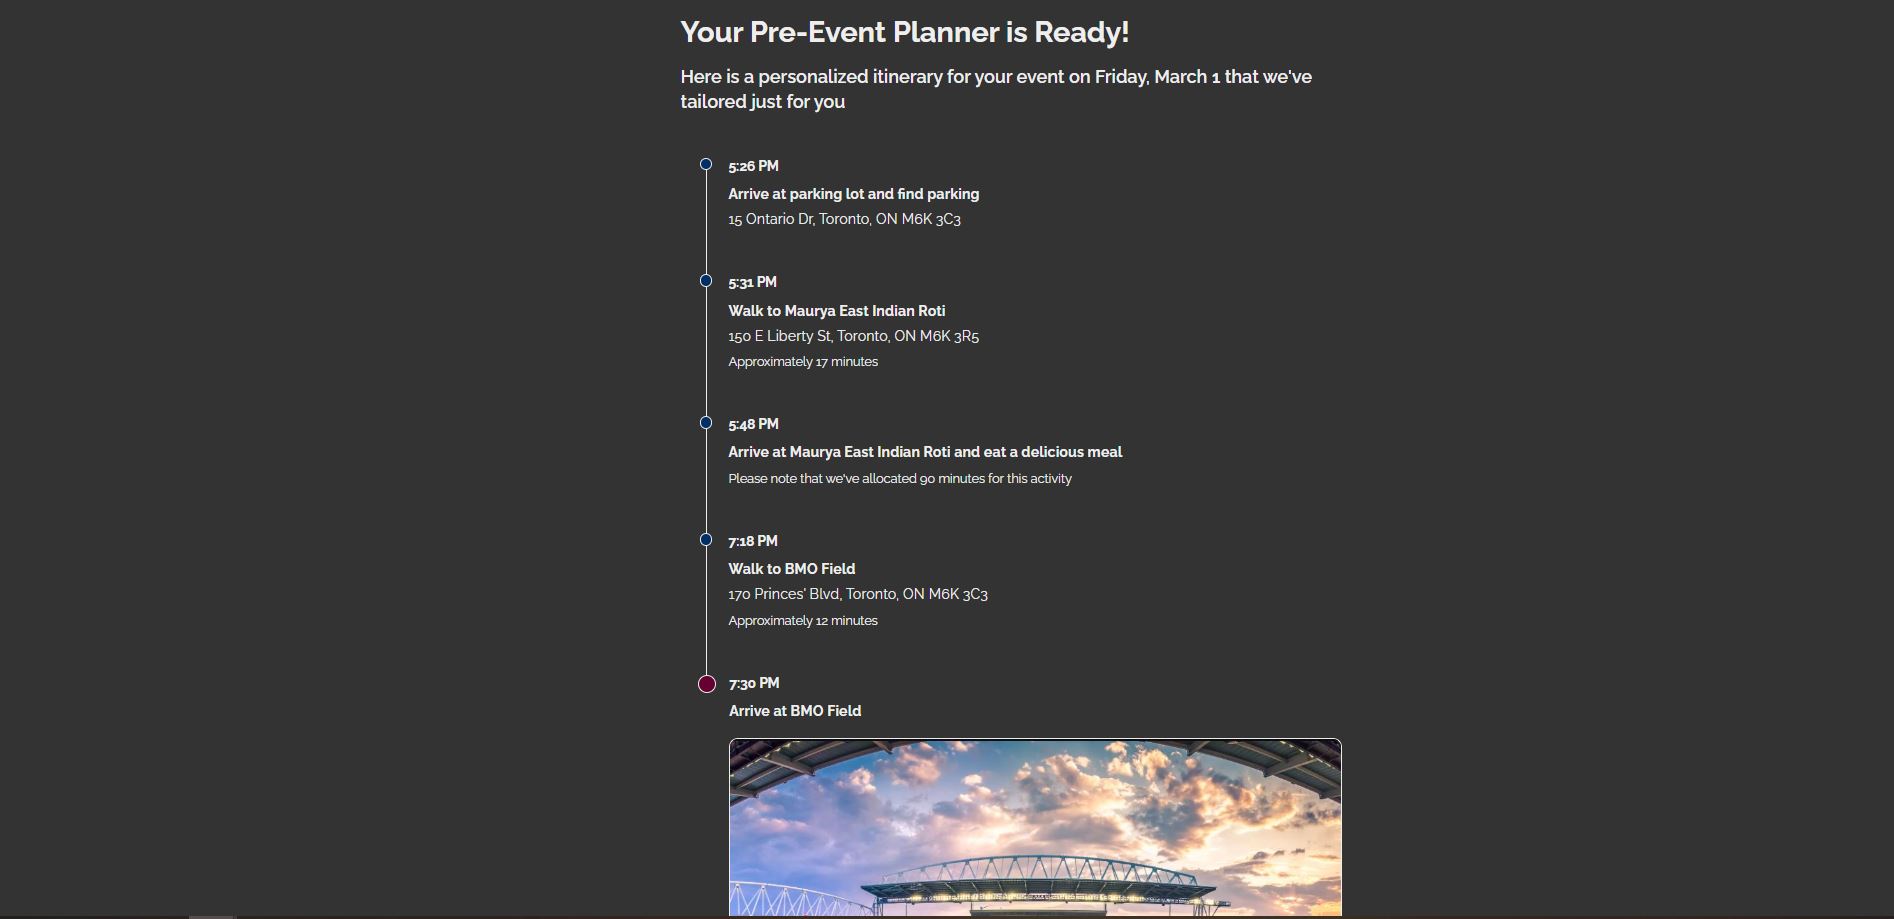 Your Pre-Event Planner is Ready!
Here is a personalized itinerary for your event on Friday, March 1 that we've
tailored just for you
5:26 PM
Arrive at parking lot and find parking
15 Ontario Dr, Toronto, ON M6K 3C3
5:31 PM
Walk to Maurya East Indian Roti
150 E Liberty St, Toronto, ON M6K 3R5
Approximately 17 minutes
5:48 PM
Arrive at Maurya East Indian Roti and eat a delicious meal
Please note that we've allocated 90 minutes for this activity
7:18 PM
Walk to BMO Field
170 Princes' Blvd, Toronto, ON M6K 3C3
Approximately 12 minutes
7:30 PM
Arrive at BMO Field